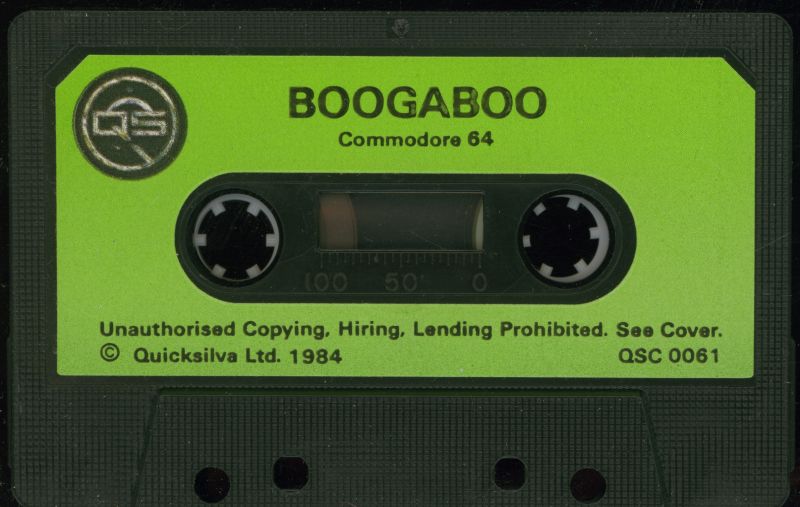 QS
BOOGABOO
Commodore 64
100 50 0
Unauthorised Copying, Hiring, Lending Prohibited. See Cover.
© Quicksilva Ltd. 1984 QSC 0061